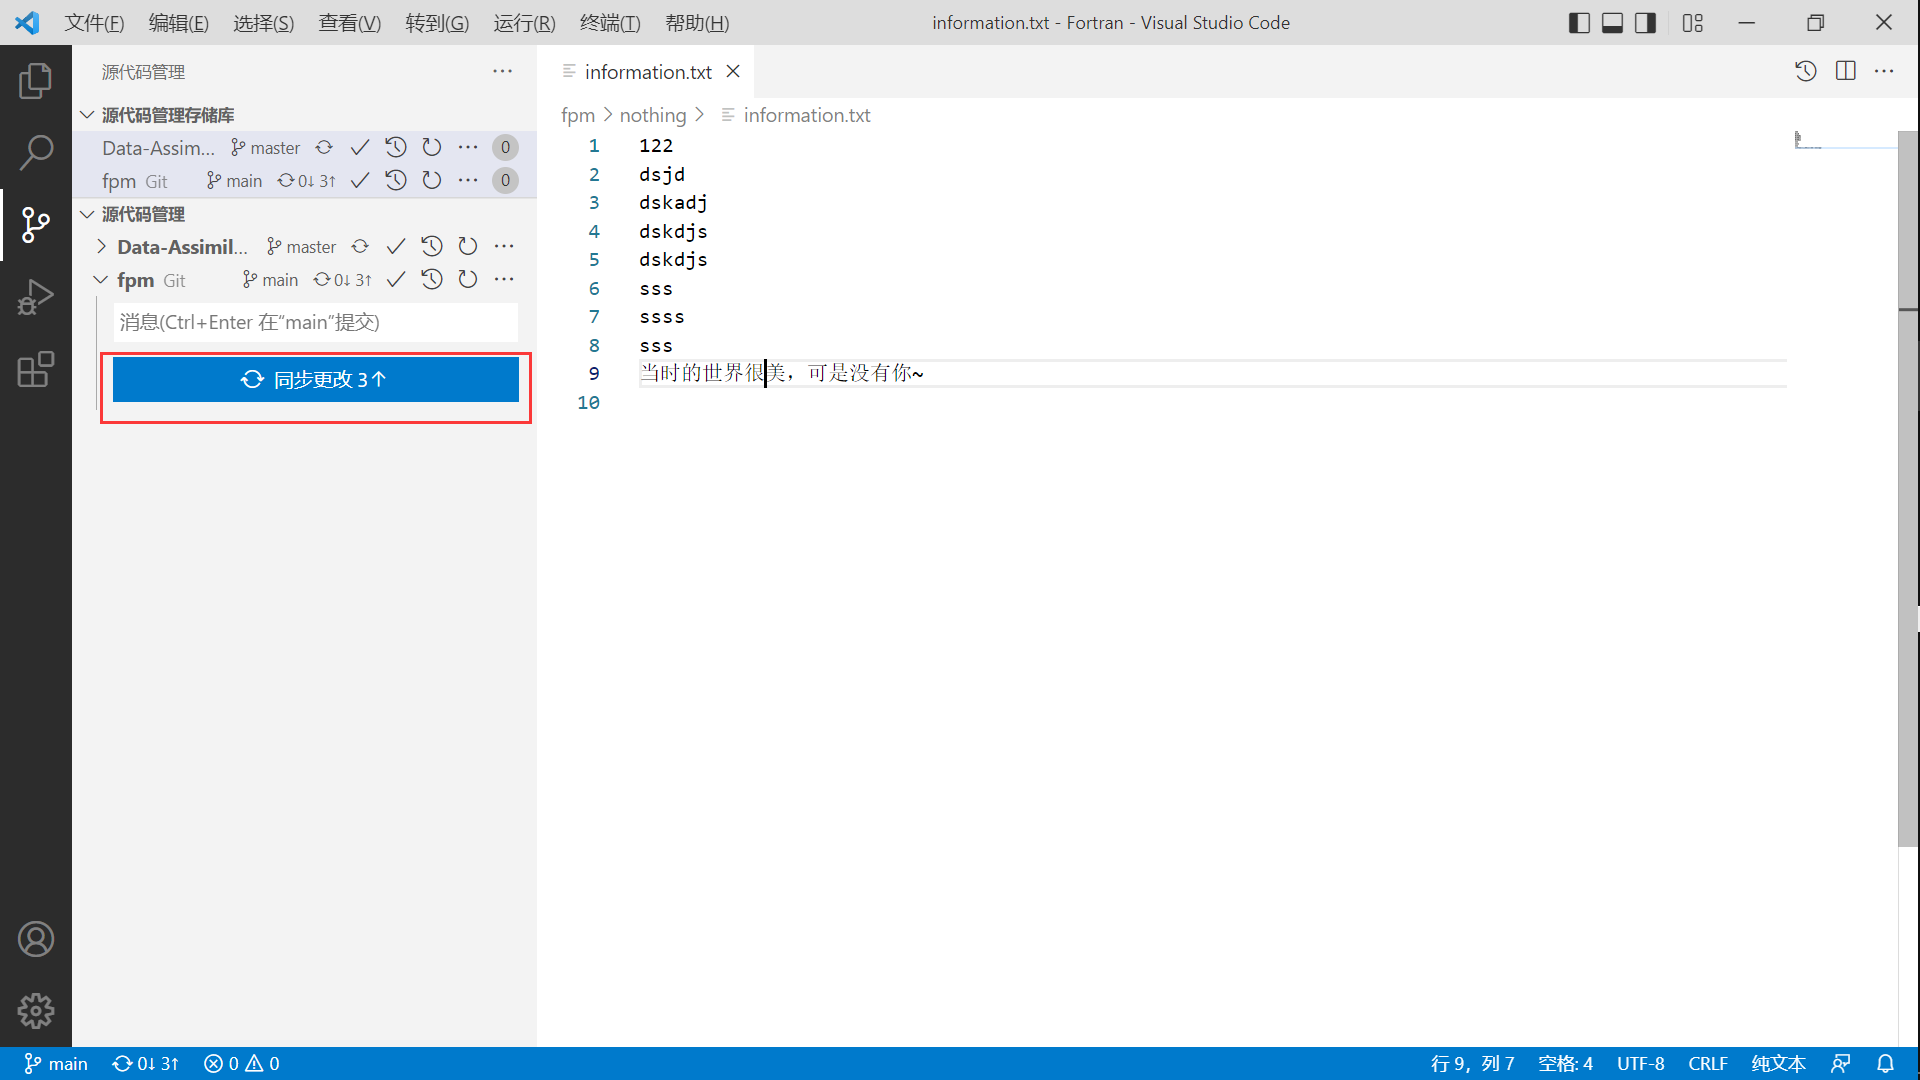 文件(F) 编辑(E) 选择(S) 查看(V) 转到(G) 运行(R) 终端(T) 帮助(H) information.txt - Fortran - Visual Studio Code
源代码管理
源代码管理存储库
Data-Assim... master 0
fpm Git main 0↓ 3↑ 0
源代码管理
Data-Assimil... master
fpm Git main 0↓ 3↑
消息(Ctrl+Enter 在“main”提交)
同步更改 3↑
information.txt
fpm > nothing > information.txt
1 122
2 dsjd
3 dskadj
4 dskdjs
5 dskdjs
6 sss
7 ssss
8 sss
9 当时的世界很美，可是没有你~
10
main 0↓ 3↑ 0 0 行 9，列 7 空格: 4 UTF-8 CRLF 纯文本